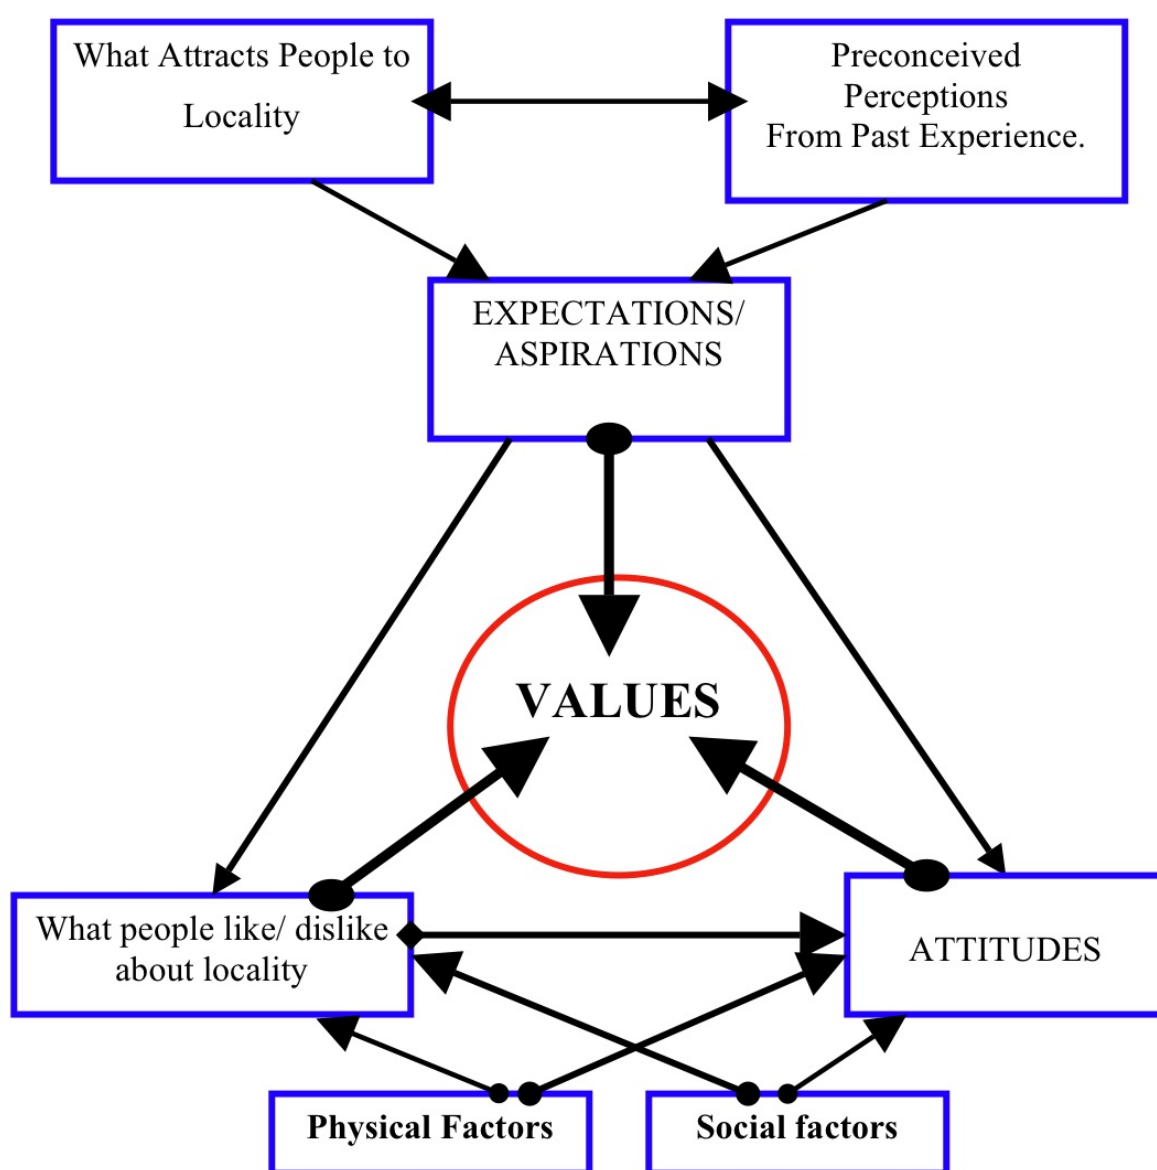 What Attracts People to
Locality
Preconceived
Perceptions
From Past Experience.
EXPECTATIONS/
ASPIRATIONS
VALUES
What people like/ dislike
about locality
ATTITUDES
Physical Factors
Social factors